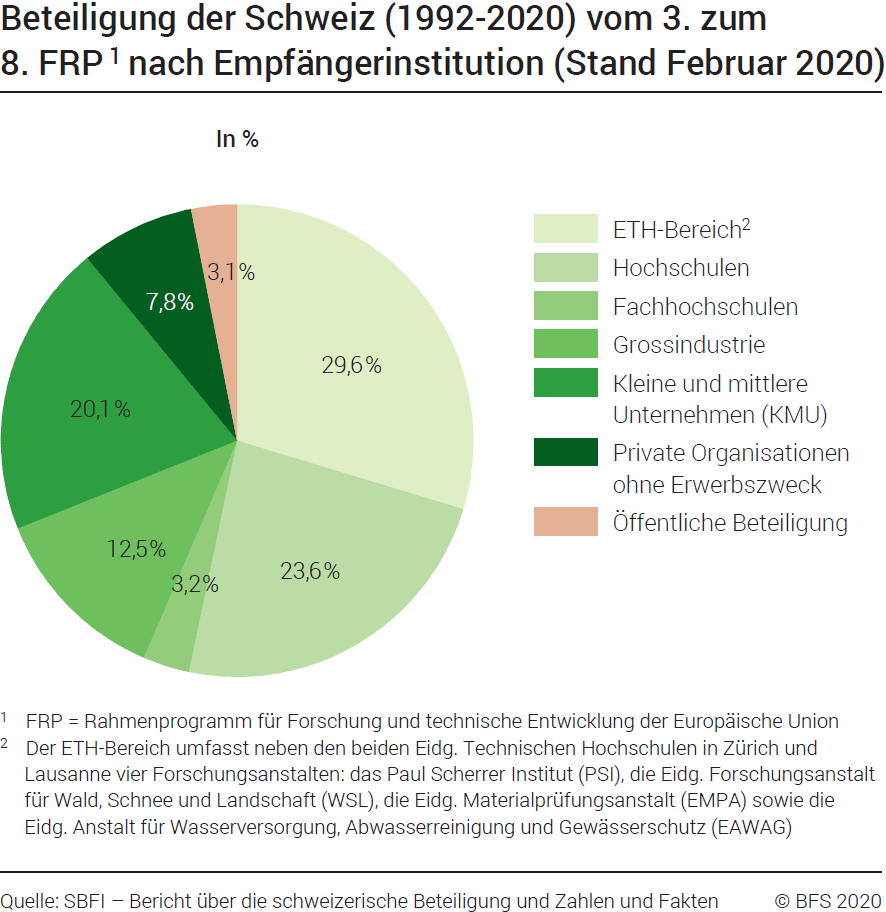 Beteiligung der Schweiz (1992-2020) vom 3. zum
8. FRP ¹ nach Empfängerinstitution (Stand Februar 2020)
In %
3,1 %
7,8%
29,6%
20,1 %
12,5%
3,2%
23,6%
ETH-Bereich²
Hochschulen
Fachhochschulen
Grossindustrie
Kleine und mittlere
Unternehmen (KMU)
Private Organisationen
ohne Erwerbszweck
Öffentliche Beteiligung
¹ FRP = Rahmenprogramm für Forschung und technische Entwicklung der Europäische Union
² Der ETH-Bereich umfasst neben den beiden Eidg. Technischen Hochschulen in Zürich und
Lausanne vier Forschungsanstalten: das Paul Scherrer Institut (PSI), die Eidg. Forschungsanstalt
für Wald, Schnee und Landschaft (WSL), die Eidg. Materialprüfungsanstalt (EMPA) sowie die
Eidg. Anstalt für Wasserversorgung, Abwasserreinigung und Gewässerschutz (EAWAG)
Quelle: SBFI – Bericht über die schweizerische Beteiligung und Zahlen und Fakten © BFS 2020